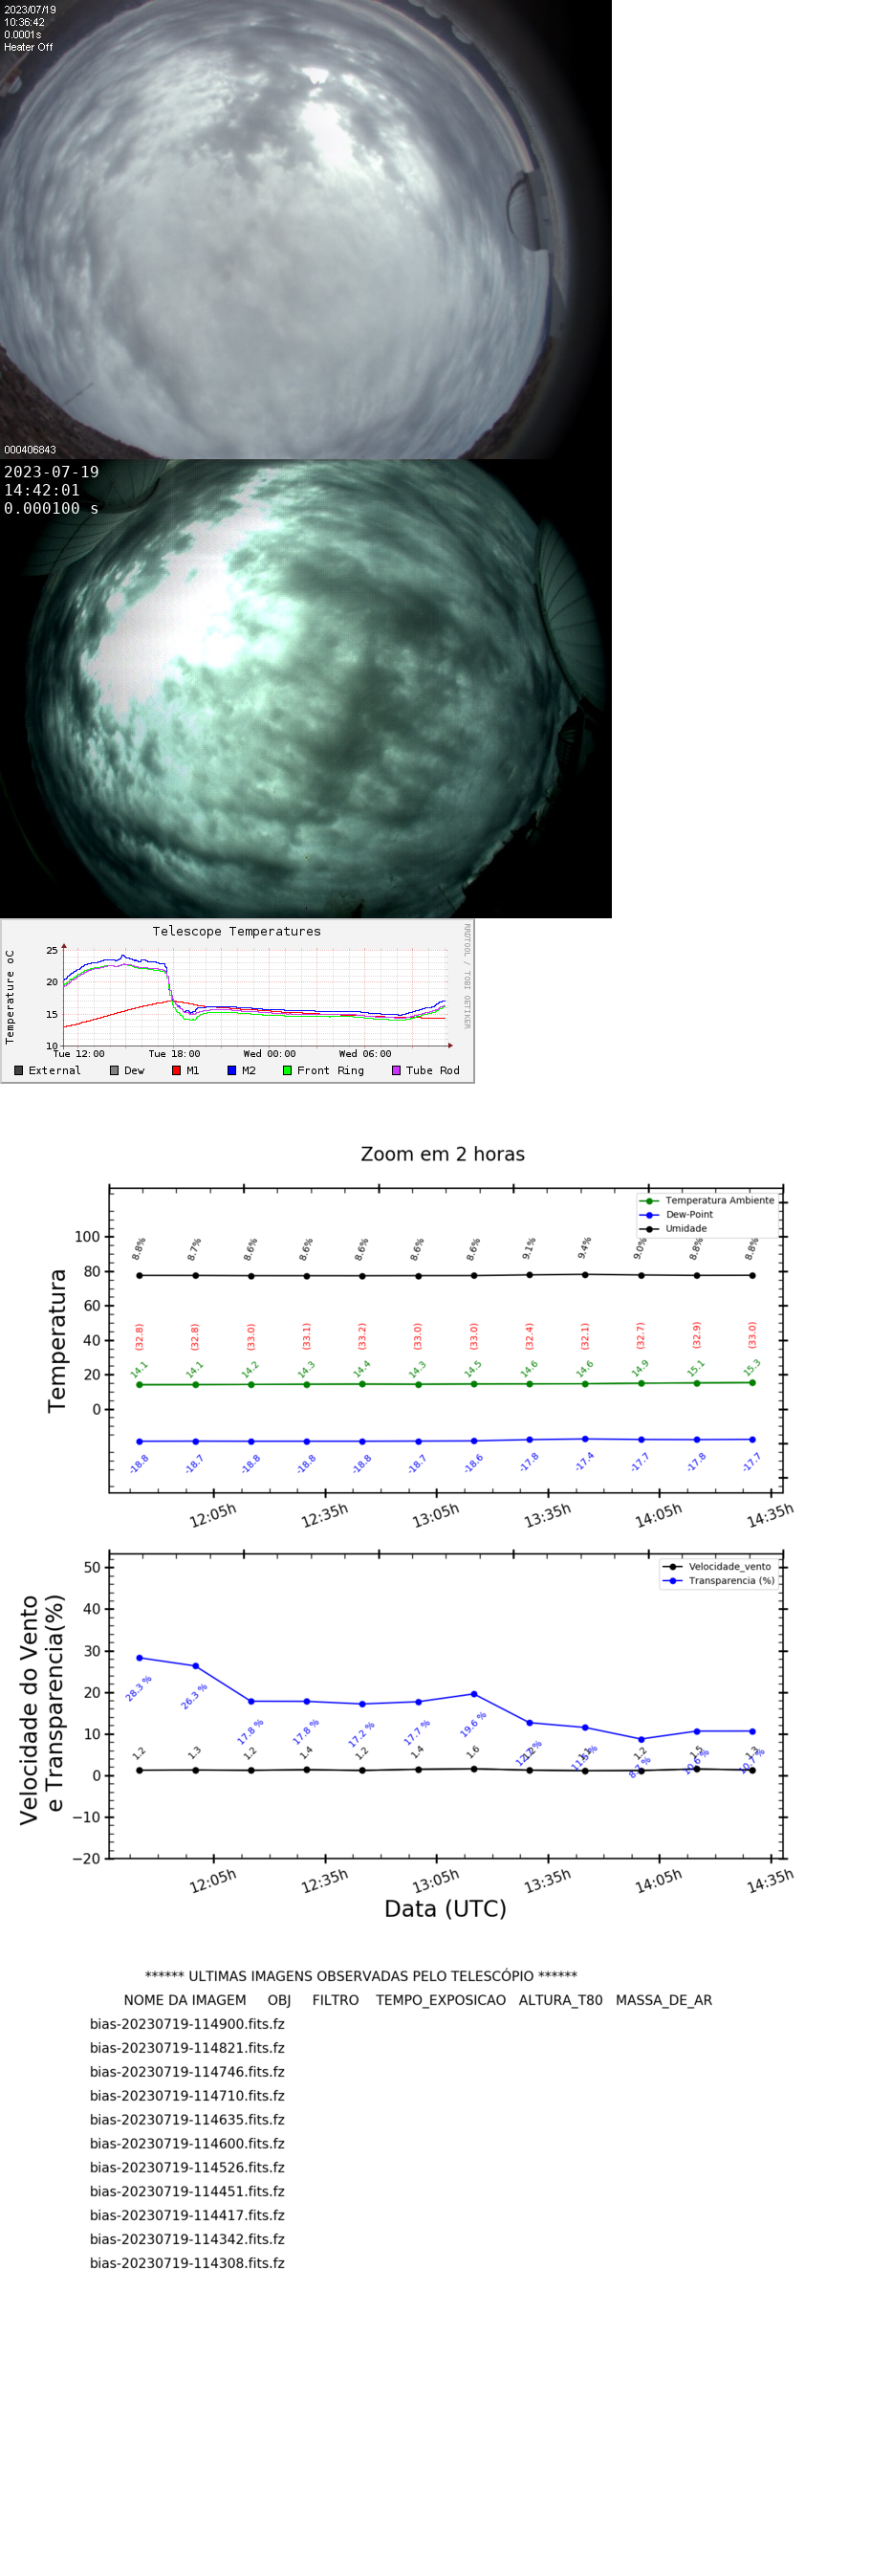 2023/07/19
10:36:42
0.0001s
Heater Off
000406843
2023-07-19
14:42:01
0.000100 s
Telescope Temperatures
RRDTOOL / TOBI OETIKER
Temperature oC
25
20
15
10
Tue 12:00 Tue 18:00 Wed 00:00 Wed 06:00
External Dew M1 M2 Front Ring Tube Rod
Zoom em 2 horas
Temperatura Ambiente
Dew-Point
Umidade
Temperatura
100
80
60
40
20
0
8.8% 8.7% 8.6% 8.6% 8.6% 8.6% 8.6% 9.1% 9.4% 9.0% 8.8% 8.8%
(32.8) (32.8) (33.0) (33.1) (33.2) (33.0) (33.0) (32.4) (32.1) (32.7) (32.9) (33.0)
14.1 14.1 14.2 14.3 14.4 14.3 14.5 14.6 14.6 14.9 15.1 15.3
-18.8 -18.7 -18.8 -18.8 -18.8 -18.7 -18.6 -17.8 -17.4 -17.7 -17.8 -17.7
12:05h 12:35h 13:05h 13:35h 14:05h 14:35h
Velocidade_vento
Transparencia (%)
Velocidade do Vento
e Transparencia(%)
50
40
30
20
10
0
−10
−20
28.3 % 26.3 % 17.8 % 17.8 % 17.2 % 17.7 % 19.6 %
1.2 1.3 1.2 1.4 1.2 1.4 1.6 1.2 1.5 1.3
12:05h 12:35h 13:05h 13:35h 14:05h 14:35h
Data (UTC)
****** ULTIMAS IMAGENS OBSERVADAS PELO TELESCÓPIO ******
NOME DA IMAGEM OBJ FILTRO TEMPO_EXPOSICAO ALTURA_T80 MASSA_DE_AR
bias-20230719-114900.fits.fz
bias-20230719-114821.fits.fz
bias-20230719-114746.fits.fz
bias-20230719-114710.fits.fz
bias-20230719-114635.fits.fz
bias-20230719-114600.fits.fz
bias-20230719-114526.fits.fz
bias-20230719-114451.fits.fz
bias-20230719-114417.fits.fz
bias-20230719-114342.fits.fz
bias-20230719-114308.fits.fz